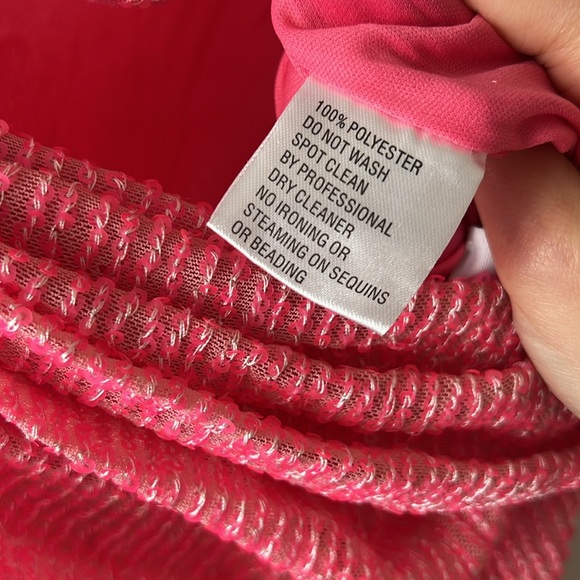 100% POLYESTER
DO NOT WASH
SPOT CLEAN
BY PROFESSIONAL
DRY CLEANER
NO IRONING OR
STEAMING ON SEQUINS
OR BEADING